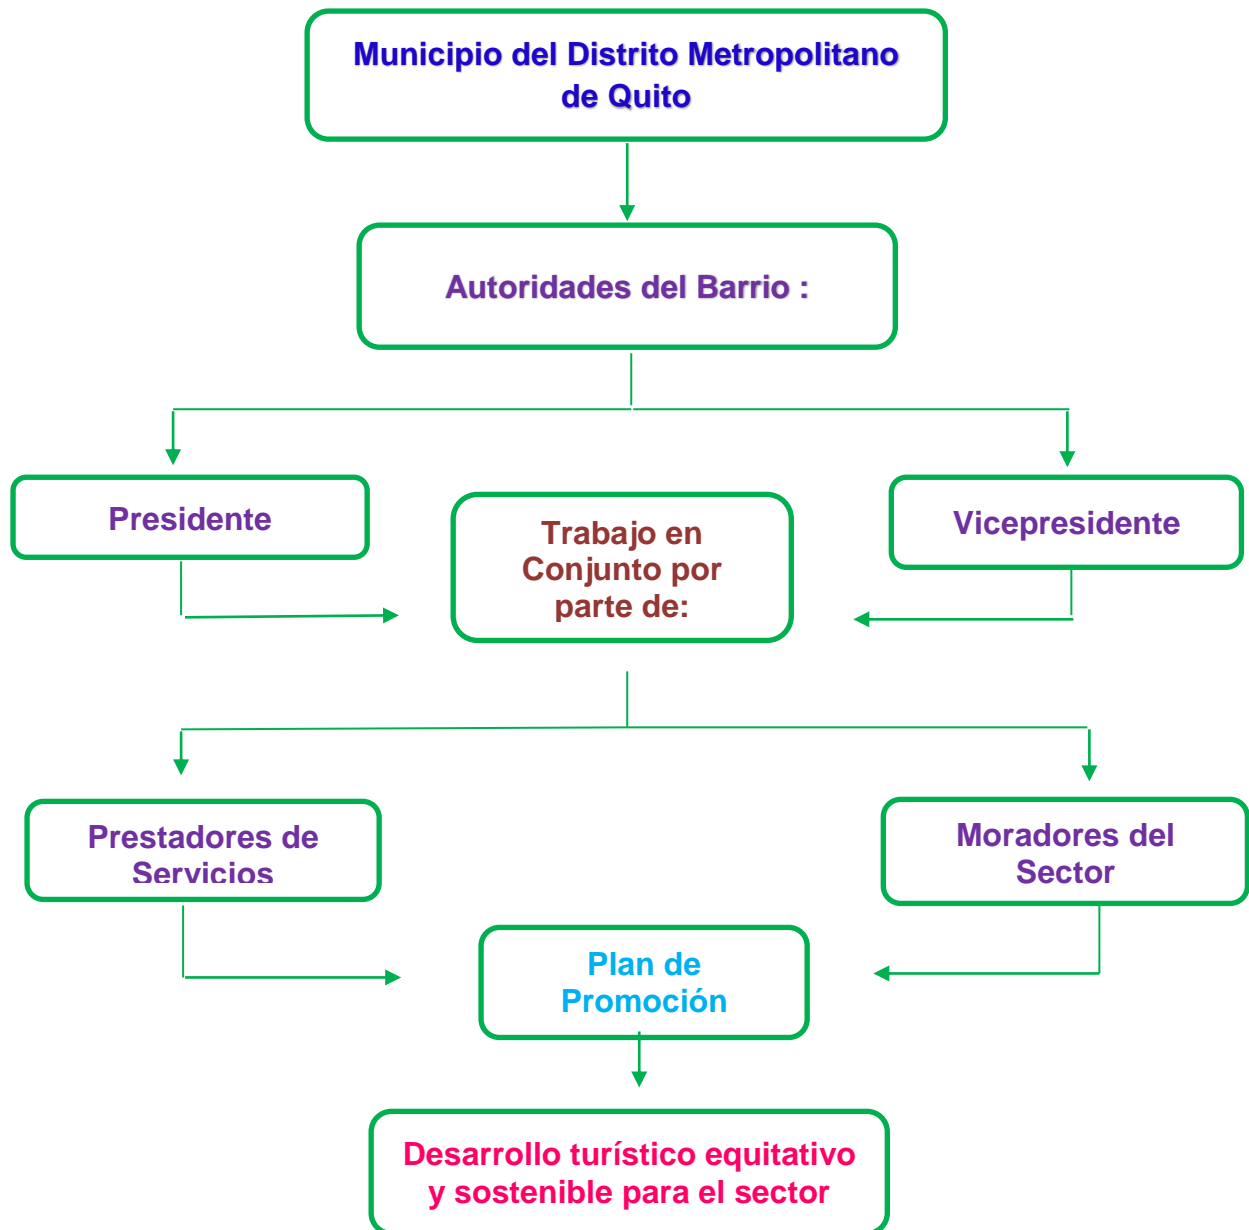 Municipio del Distrito Metropolitano
de Quito
Autoridades del Barrio :
Presidente
Trabajo en
Conjunto por
parte de:
Vicepresidente
Prestadores de
Servicios
Moradores del
Sector
Plan de
Promoción
Desarrollo turístico equitativo
y sostenible para el sector